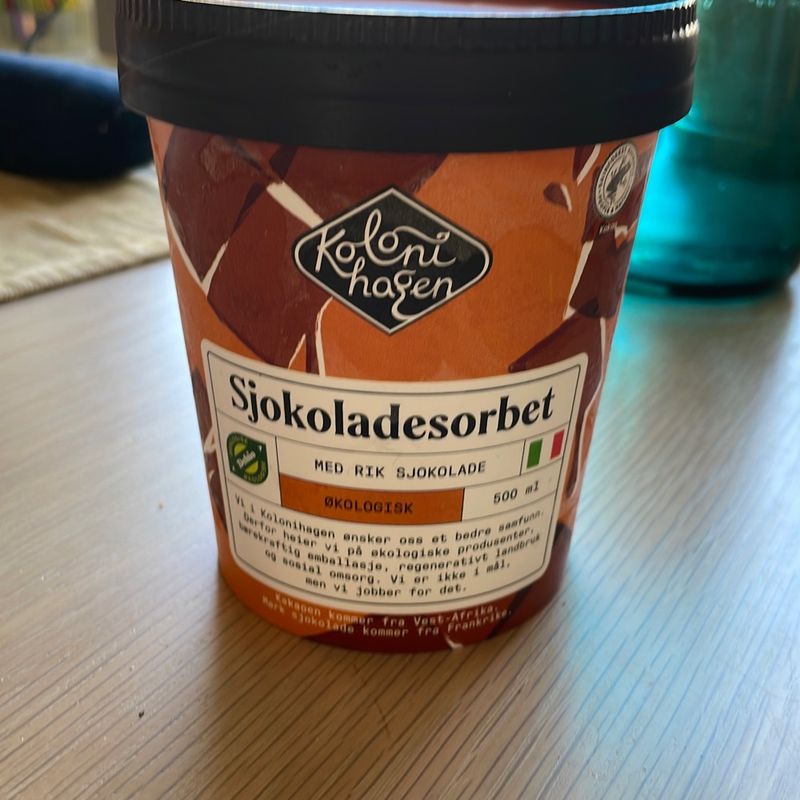 Koloni
hagen
Sjokoladesorbet
MED RIK SJOKOLADE
Debio
ØKOLOGISK
500 ml
Vi i Kolonihagen ønsker oss et bedre samfunn.
Derfor heier vi på økologiske produsenter,
bærekraftig emballasje, regenerativt landbruk
og sosial omsorg. Vi er ikke i mål,
men vi jobber for det.
Kakaoen kommer fra Vest-Afrika.
Mørk sjokolade kommer fra Frankrike.